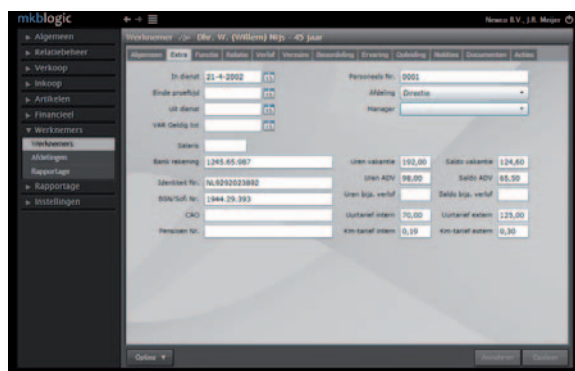 mkblogic
Newco B.V., J.R. Meijer
Algemeen
Relatiebeheer
Verkoop
Inkoop
Artikelen
Financieel
Werknemers
Werknemers
Afdelingen
Rapportage
Rapportage
Instellingen
Werknemer /> Dhr. W. (Willem) Nijs - 45 jaar
Algemeen Extra Functie Relatie Verlof Verzuim Beoordeling Ervaring Opleiding Notities Documenten Acties
In dienst 21-4-2002 Personeels Nr. 0001
Einde proeftijd Afdeling Directie
Uit dienst Manager
VAR Geldig tot
Salaris
Bank rekening 1245.65.987 Uren vakantie 192,00 Saldo vakantie 124,60
Uren ADV 98,00 Saldo ADV 65,50
Identiteit Nr. NL9292023892
Uren bijz. verlof Saldo bijz. verlof
BSN/Sofi Nr. 1944.29.393
CAO Uurtarief intern 70,00 Uurtarief extern 125,00
Pensioen Nr. Km-tarief intern 0,19 Km-tarief extern 0,30
Opties Annuleren Opslaan